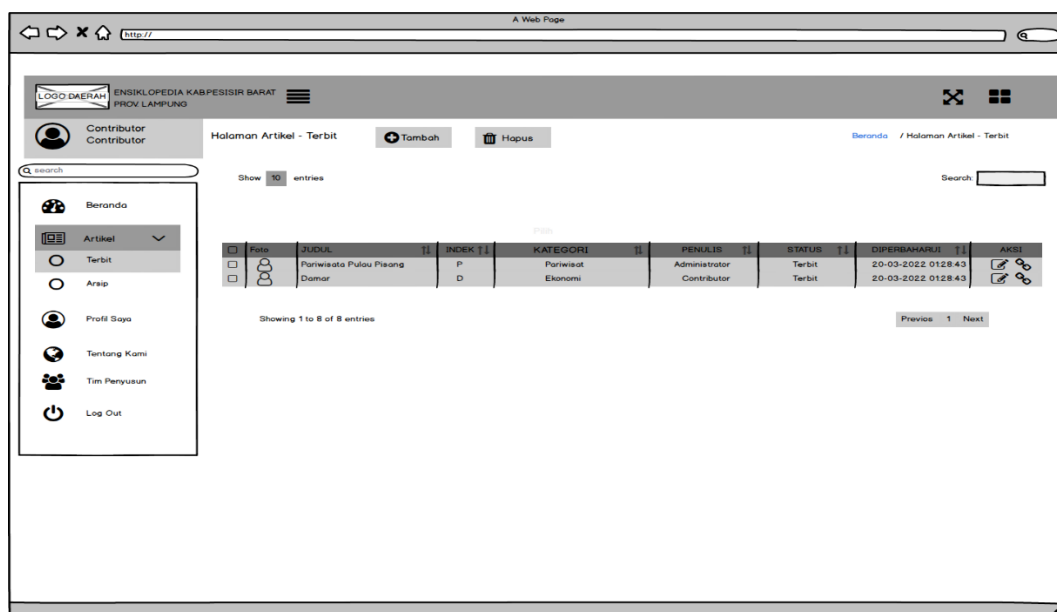 A Web Page
http://
LOGO DAERAH
ENSIKLOPEDIA KABPESISIR BARAT
PROV LAMPUNG
Contributor
Contributor
Halaman Artikel - Terbit
Tambah
Hapus
Beranda / Halaman Artikel - Terbit
search
Show 10 entries
Search:
Beranda
Artikel
Terbit
Arsip
Profil Saya
Tentang Kami
Tim Penyusun
Log Out
Pilih
Foto JUDUL INDEK KATEGORI PENULIS STATUS DIPERBAHARUI AKSI
Pariwisata Pulau Pisang P Pariwisat Administrator Terbit 20-03-2022 01:28:43
Damar D Ekonomi Contributor Terbit 20-03-2022 01:28:43
Showing 1 to 8 of 8 entries
Previos 1 Next